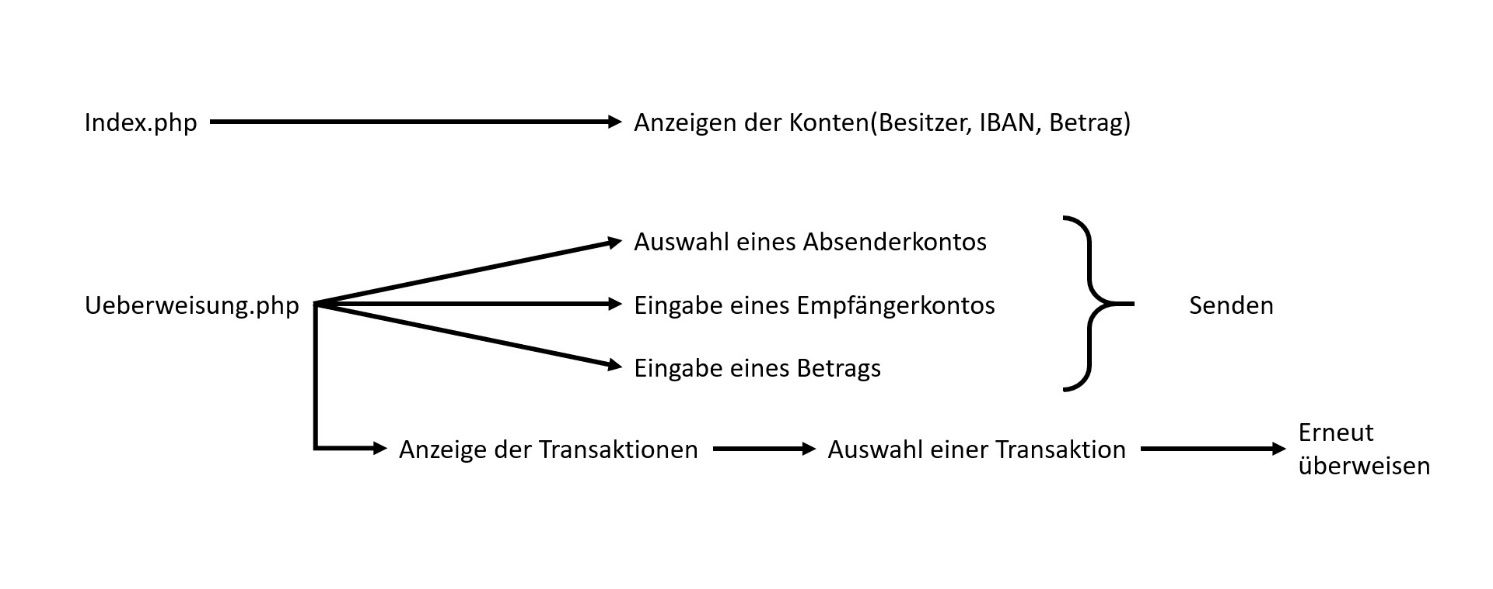 Index.php
Anzeigen der Konten(Besitzer, IBAN, Betrag)
Auswahl eines Absenderkontos
Ueberweisung.php
Eingabe eines Empfängerkontos
Senden
Eingabe eines Betrags
Anzeige der Transaktionen
Auswahl einer Transaktion
Erneut
überweisen